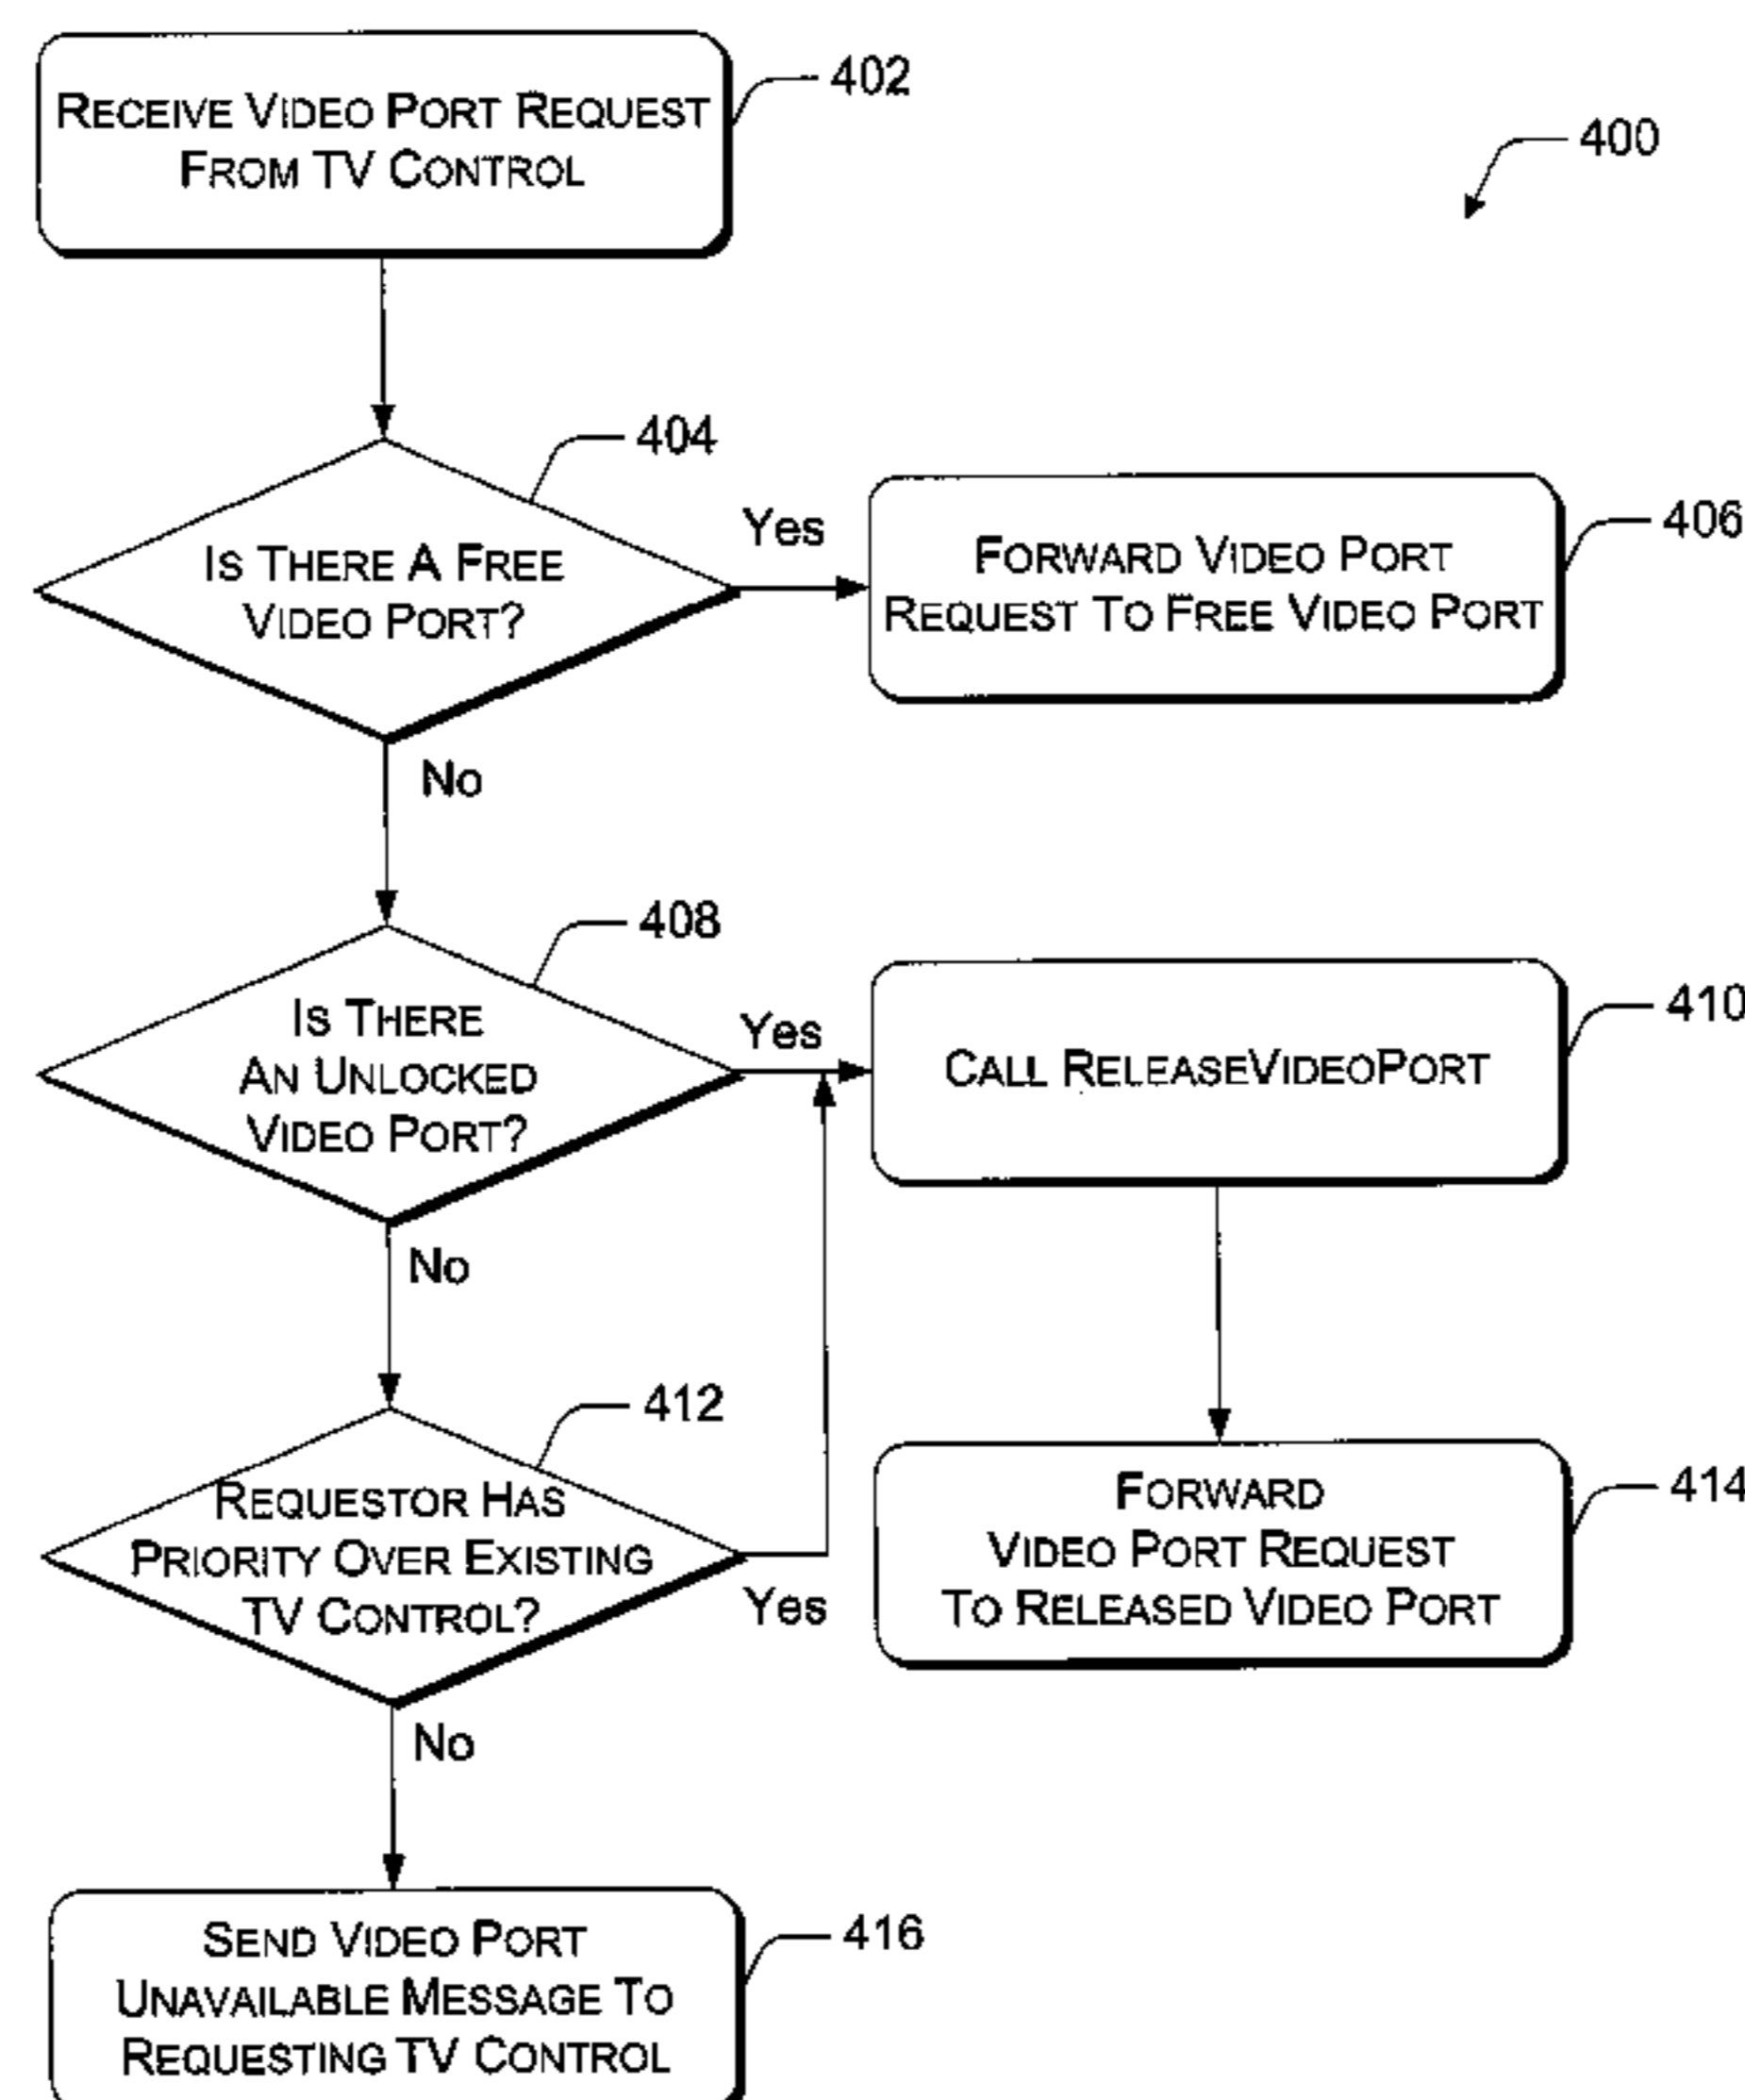 RECEIVE VIDEO PORT REQUEST
FROM TV CONTROL
402
400
404
IS THERE A FREE
VIDEO PORT?
Yes
FORWARD VIDEO PORT
REQUEST TO FREE VIDEO PORT
406
No
408
IS THERE
AN UNLOCKED
VIDEO PORT?
Yes
CALL RELEASEVIDEOPORT
410
No
412
REQUESTOR HAS
PRIORITY OVER EXISTING
TV CONTROL?
Yes
FORWARD
VIDEO PORT REQUEST
TO RELEASED VIDEO PORT
414
No
SEND VIDEO PORT
UNAVAILABLE MESSAGE TO
REQUESTING TV CONTROL
416